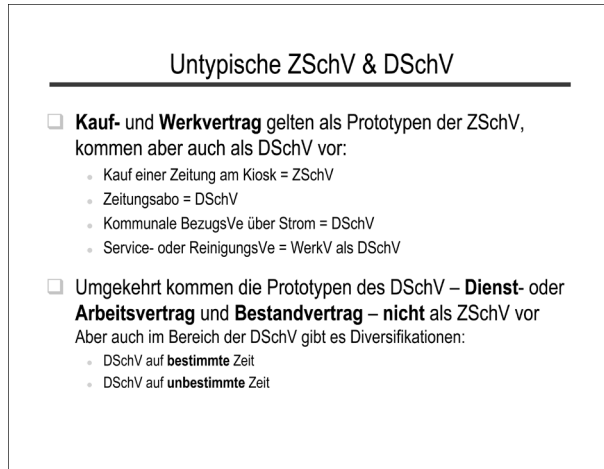 Untypische ZSchV & DSchV
Kauf- und Werkvertrag gelten als Prototypen der ZSchV,
kommen aber auch als DSchV vor:
Kauf einer Zeitung am Kiosk = ZSchV
Zeitungsabo = DSchV
Kommunale BezugsVe über Strom = DSchV
Service- oder ReinigungsVe = WerkV als DSchV
Umgekehrt kommen die Prototypen des DSchV – Dienst- oder
Arbeitsvertrag und Bestandvertrag – nicht als ZSchV vor
Aber auch im Bereich der DSchV gibt es Diversifikationen:
DSchV auf bestimmte Zeit
DSchV auf unbestimmte Zeit